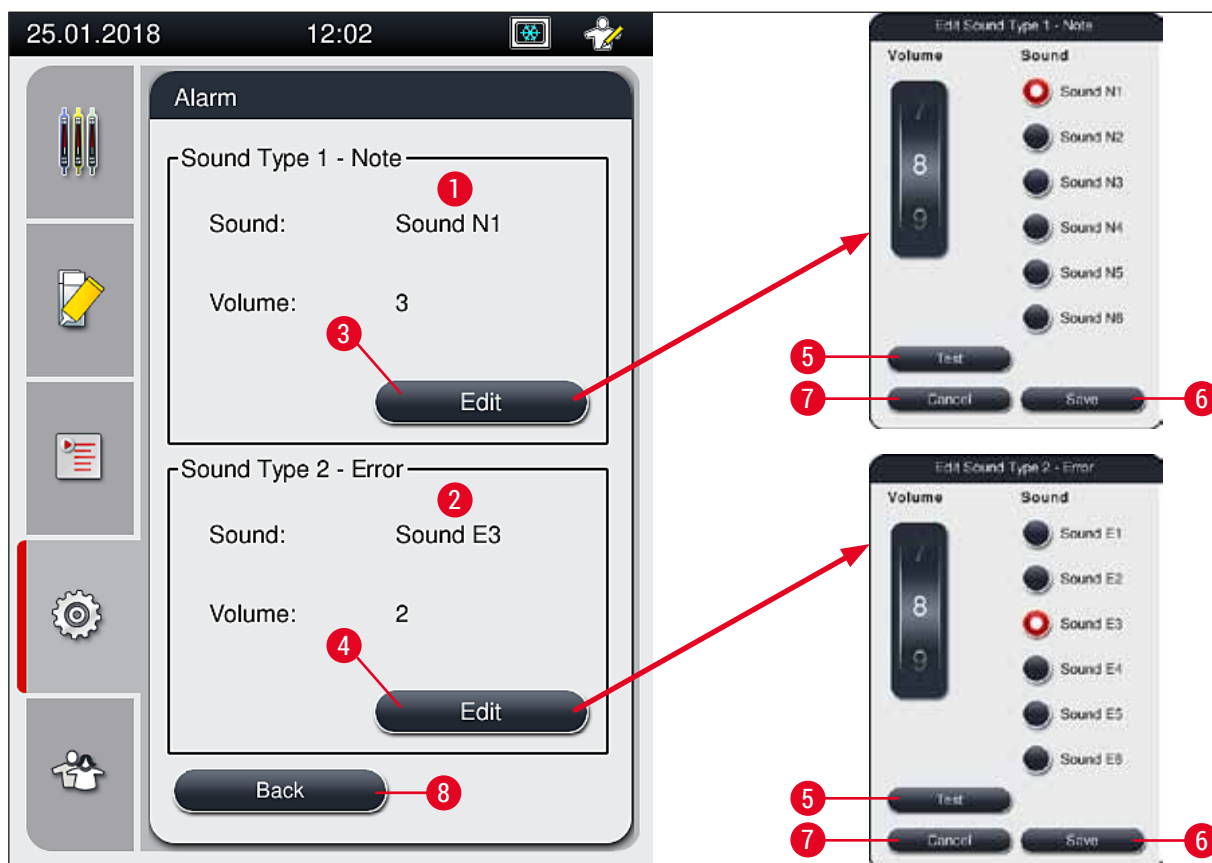 25.01.2018 12:02
Alarm
Sound Type 1 - Note
1
Sound: Sound N1
Volume: 3
3
Edit
Sound Type 2 - Error
2
Sound: Sound E3
Volume: 2
4
Edit
Back
8
Edit Sound Type 1 - Note
Volume Sound
7
8
9
Sound N1
Sound N2
Sound N3
Sound N4
Sound N5
Sound N6
5 Test
7 Cancel Save 6
Edit Sound Type 2 - Error
Volume Sound
7
8
9
Sound E1
Sound E2
Sound E3
Sound E4
Sound E5
Sound E6
5 Test
7 Cancel Save 6